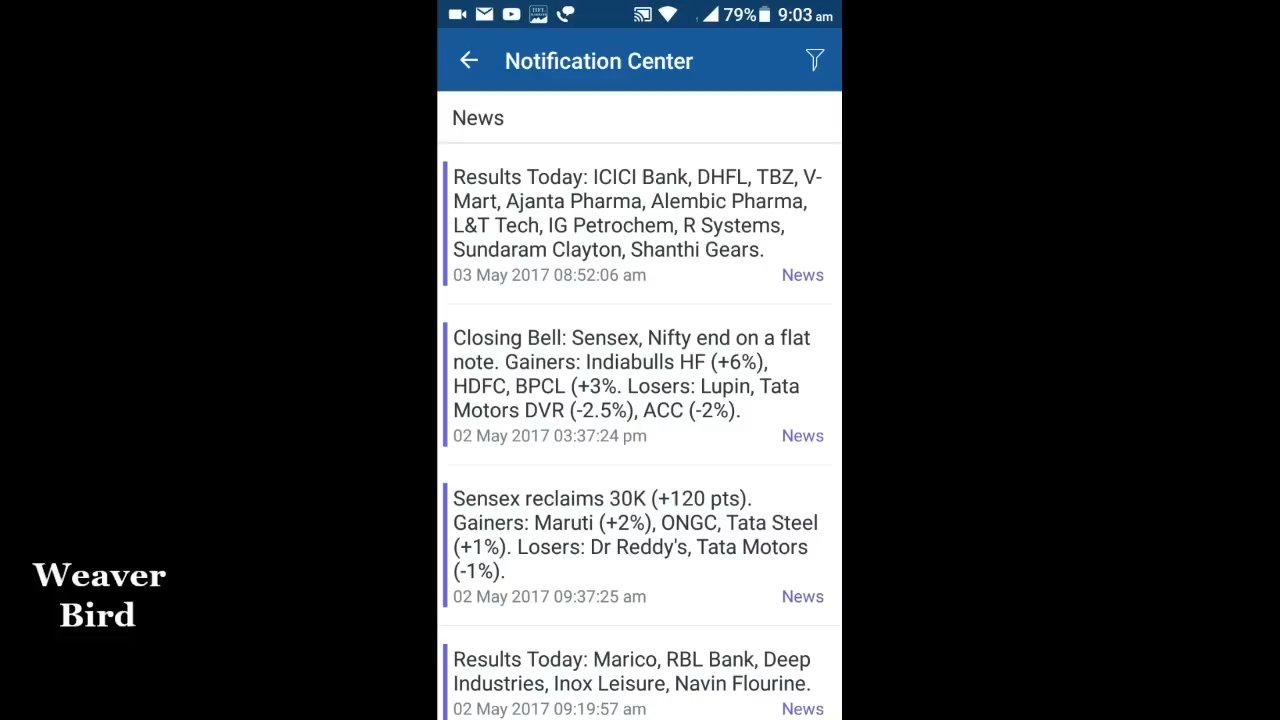 79% 9:03 am
Notification Center
News
Results Today: ICICI Bank, DHFL, TBZ, V-
Mart, Ajanta Pharma, Alembic Pharma,
L&T Tech, IG Petrochem, R Systems,
Sundaram Clayton, Shanthi Gears.
03 May 2017 08:52:06 am News
Closing Bell: Sensex, Nifty end on a flat
note. Gainers: Indiabulls HF (+6%),
HDFC, BPCL (+3%. Losers: Lupin, Tata
Motors DVR (-2.5%), ACC (-2%).
02 May 2017 03:37:24 pm News
Sensex reclaims 30K (+120 pts).
Gainers: Maruti (+2%), ONGC, Tata Steel
(+1%). Losers: Dr Reddy's, Tata Motors
(-1%).
02 May 2017 09:37:25 am News
Results Today: Marico, RBL Bank, Deep
Industries, Inox Leisure, Navin Flourine.
02 May 2017 09:19:57 am News
Weaver
Bird